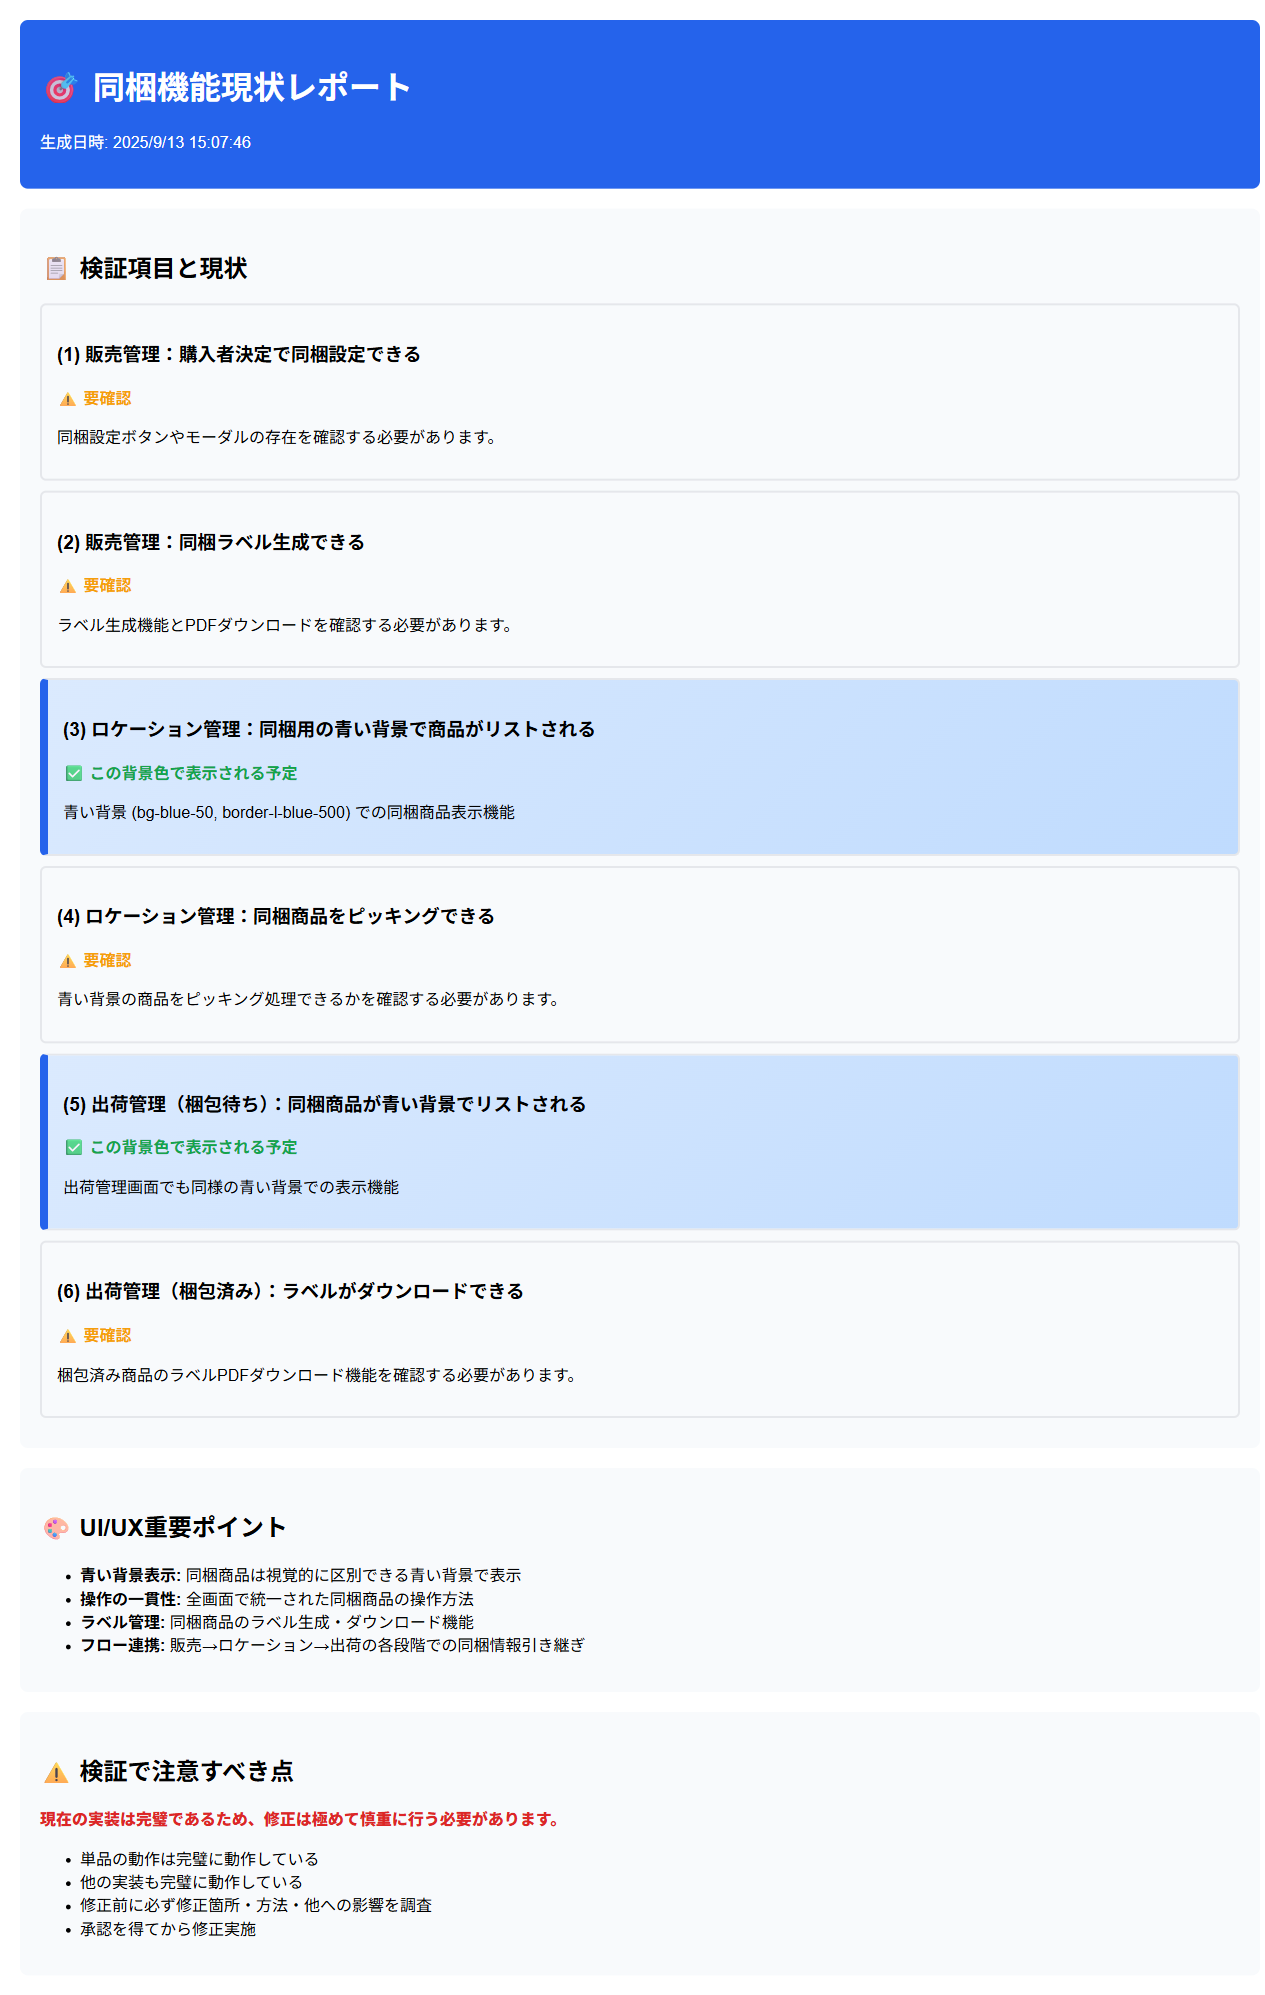 🎯 同梱機能現状レポート
生成日時: 2025/9/13 15:07:46
📋 検証項目と現状
(1) 販売管理：購入者決定で同梱設定できる
⚠️ 要確認
同梱設定ボタンやモーダルの存在を確認する必要があります。
(2) 販売管理：同梱ラベル生成できる
⚠️ 要確認
ラベル生成機能とPDFダウンロードを確認する必要があります。
(3) ロケーション管理：同梱用の青い背景で商品がリストされる
✅ この背景色で表示される予定
青い背景 (bg-blue-50, border-l-blue-500) での同梱商品表示機能
(4) ロケーション管理：同梱商品をピッキングできる
⚠️ 要確認
青い背景の商品をピッキング処理できるかを確認する必要があります。
(5) 出荷管理（梱包待ち）：同梱商品が青い背景でリストされる
✅ この背景色で表示される予定
出荷管理画面でも同様の青い背景での表示機能
(6) 出荷管理（梱包済み）：ラベルがダウンロードできる
⚠️ 要確認
梱包済み商品のラベルPDFダウンロード機能を確認する必要があります。
🎨 UI/UX重要ポイント
• 青い背景表示: 同梱商品は視覚的に区別できる青い背景で表示
• 操作の一貫性: 全画面で統一された同梱商品の操作方法
• ラベル管理: 同梱商品のラベル生成・ダウンロード機能
• フロー連携: 販売→ロケーション→出荷の各段階での同梱情報引き継ぎ
⚠️ 検証で注意すべき点
現在の実装は完璧であるため、修正は極めて慎重に行う必要があります。
• 単品の動作は完璧に動作している
• 他の実装も完璧に動作している
• 修正前に必ず修正箇所・方法・他への影響を調査
• 承認を得てから修正実施